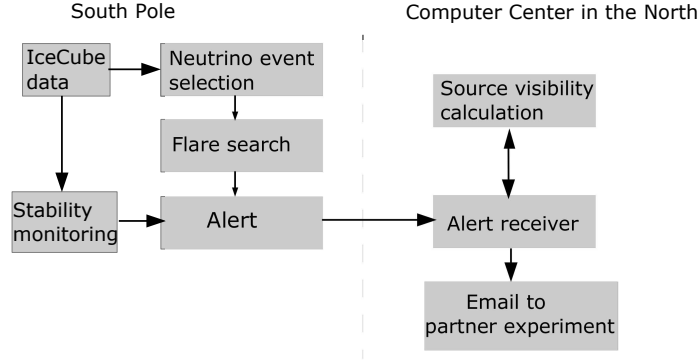 South Pole
Computer Center in the North
IceCube
data
Neutrino event
selection
Source visibility
calculation
Flare search
Stability
monitoring
Alert
Alert receiver
Email to
partner experiment